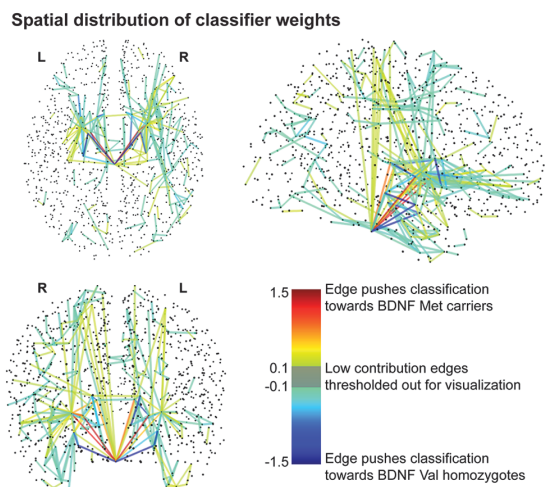 Spatial distribution of classifier weights
L
R
R
L
1.5
Edge pushes classification
towards BDNF Met carriers
0.1
Low contribution edges
-0.1
thresholded out for visualization
-1.5
Edge pushes classification
towards BDNF Val homozygotes